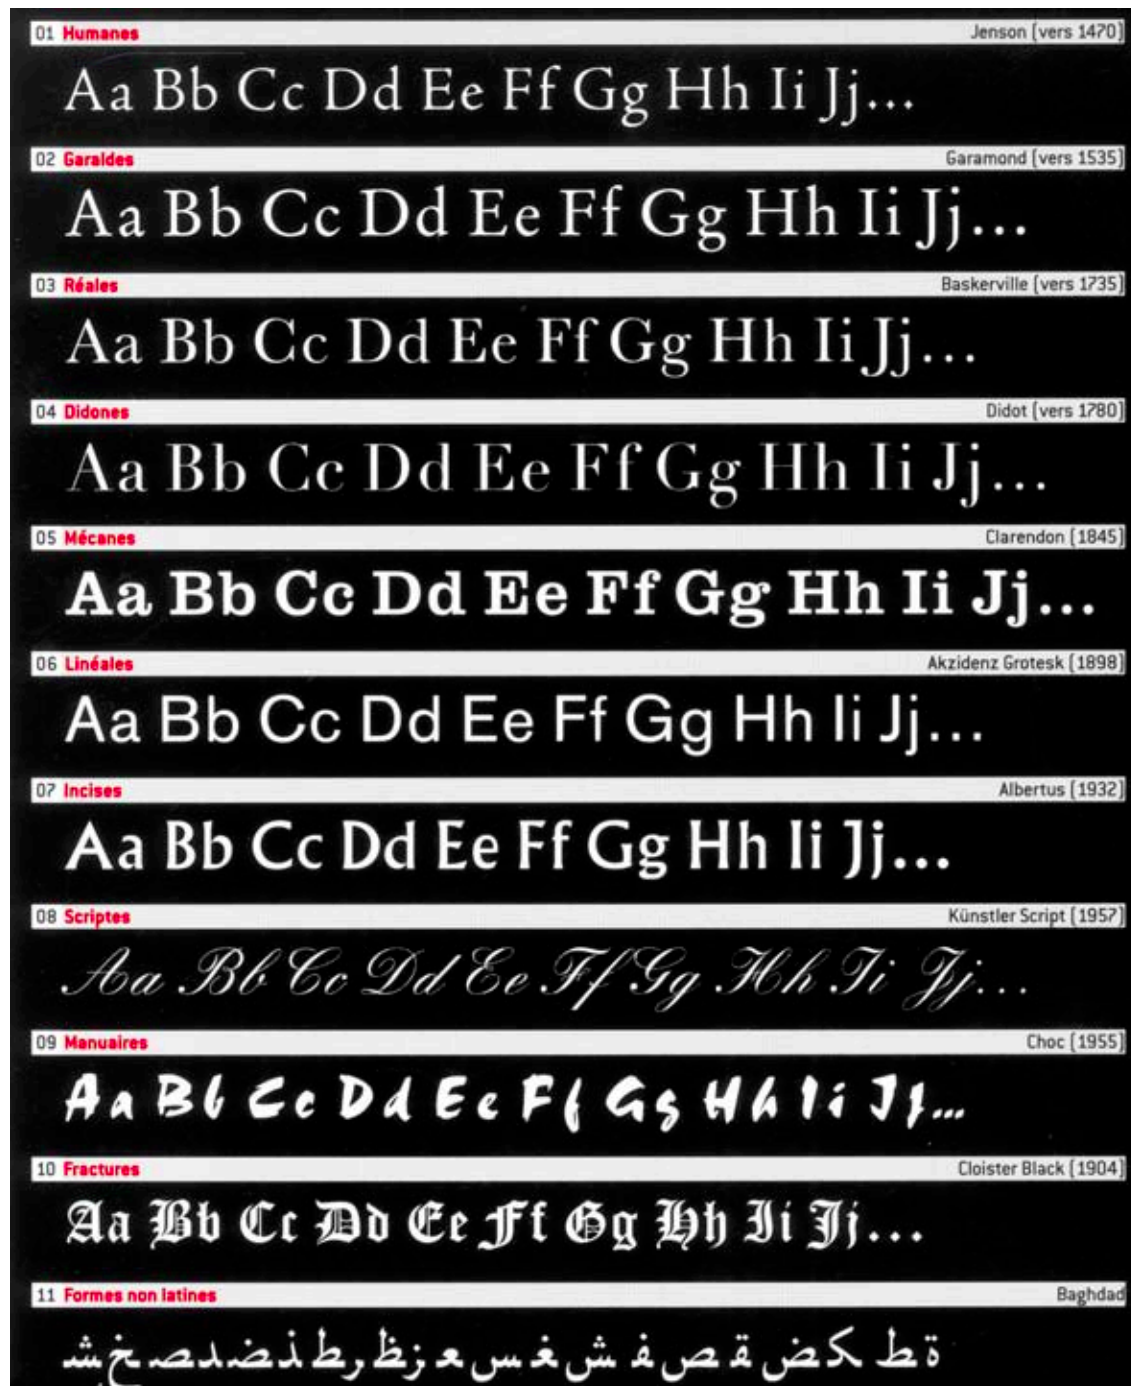 01 Humanes Jenson (vers 1470)
Aa Bb Cc Dd Ee Ff Gg Hh Ii Jj...
02 Garaldes Garamond (vers 1535)
Aa Bb Cc Dd Ee Ff Gg Hh Ii Jj...
03 Réales Baskerville (vers 1735)
Aa Bb Cc Dd Ee Ff Gg Hh Ii Jj...
04 Didones Didot (vers 1780)
Aa Bb Cc Dd Ee Ff Gg Hh Ii Jj...
05 Mécanes Clarendon (1845)
Aa Bb Cc Dd Ee Ff Gg Hh Ii Jj...
06 Linéales Akzidenz Grotesk (1898)
Aa Bb Cc Dd Ee Ff Gg Hh Ii Jj...
07 Incises Albertus (1932)
Aa Bb Cc Dd Ee Ff Gg Hh Ii Jj...
08 Scriptes Künstler Script (1957)
Aa Bb Cc Dd Ee Ff Gg Hh Ii Jj...
09 Manuaires Choc (1955)
Aa Bb Cc Dd Ee Ff Gg Hh Ii Jj...
10 Fractures Cloister Black (1904)
Aa Bb Cc Dd Ee Ff Gg Hh Ii Jj...
11 Formes non latines Baghdad